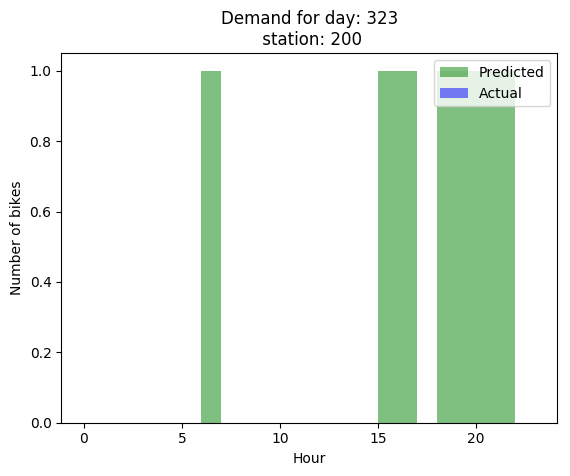 Demand for day: 323
station: 200
Predicted
Actual
Number of bikes
1.0
0.8
0.6
0.4
0.2
0.0
0 5 10 15 20
Hour